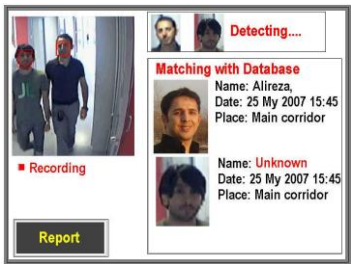 Detecting....
Matching with Database
Name: Alireza,
Date: 25 My 2007 15:45
Place: Main corridor
Name: Unknown
Date: 25 My 2007 15:45
Place: Main corridor
Recording
Report
JL